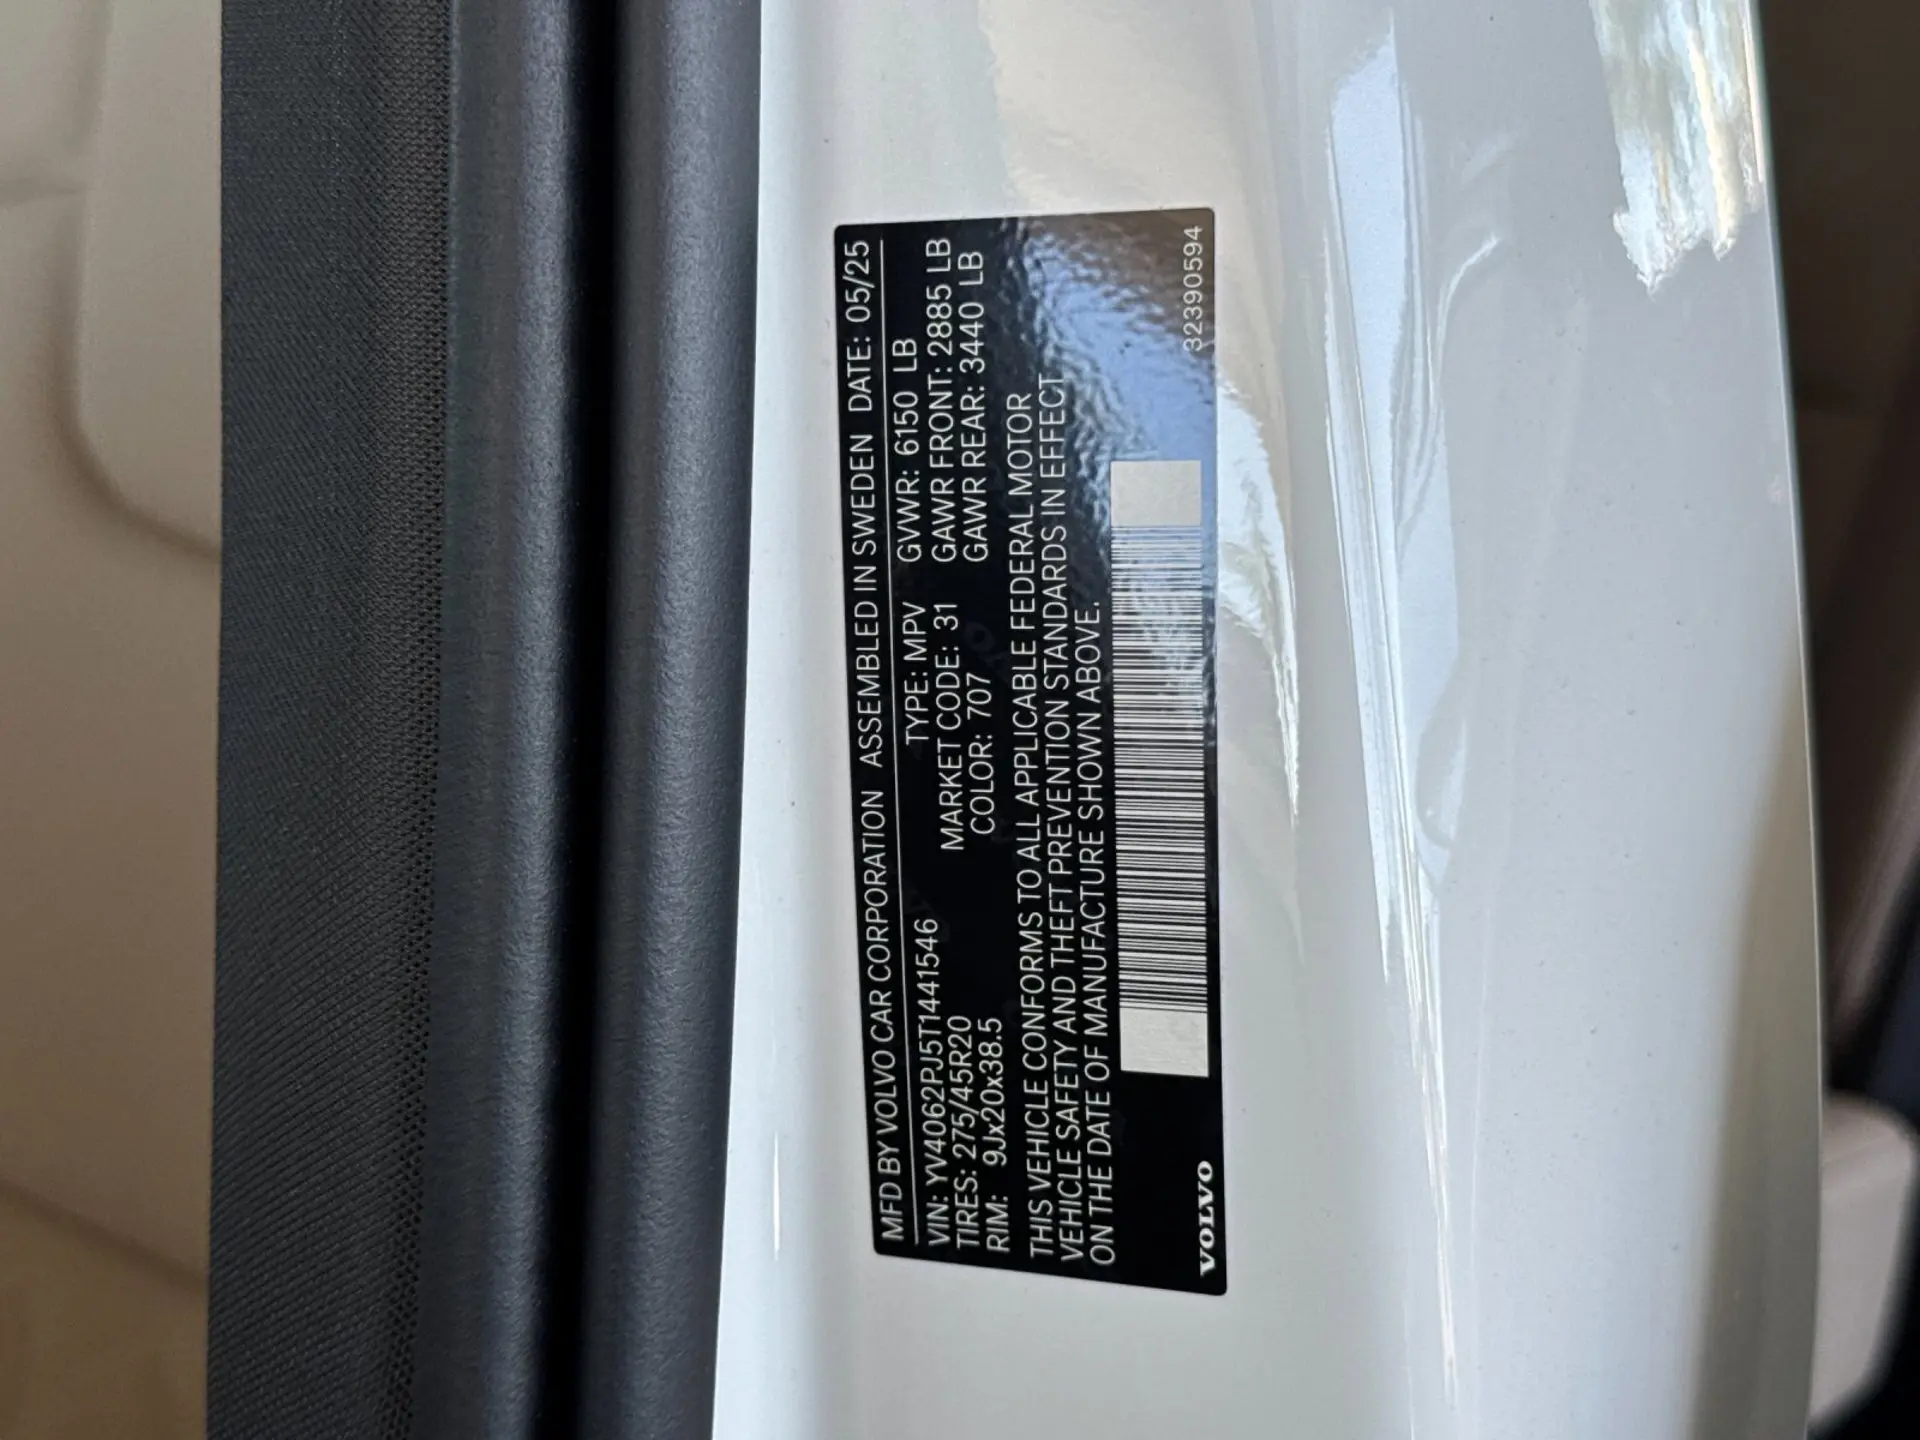 MFD BY VOLVO CAR CORPORATION ASSEMBLED IN SWEDEN DATE: 05/25
VIN: YV4062PJ5T1441546 TYPE: MPV GVWR: 6150 LB
TIRES: 275/45R20 MARKET CODE: 31 GAWR FRONT: 2885 LB
RIM: 9Jx20x38.5 COLOR: 707 GAWR REAR: 3440 LB
THIS VEHICLE CONFORMS TO ALL APPLICABLE FEDERAL MOTOR
VEHICLE SAFETY AND THEFT PREVENTION STANDARDS IN EFFECT
ON THE DATE OF MANUFACTURE SHOWN ABOVE.
VOLVO 32390594